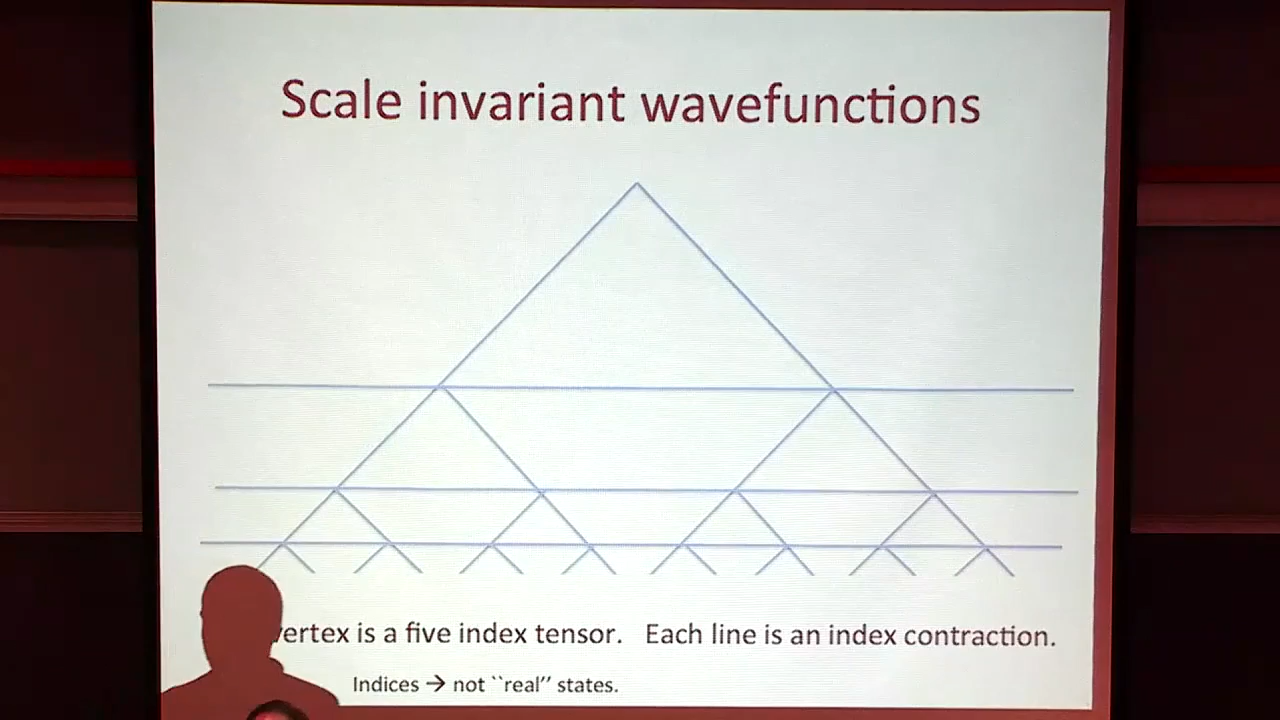 Scale invariant wavefunctions
vertex is a five index tensor. Each line is an index contraction.
Indices → not ``real'' states.